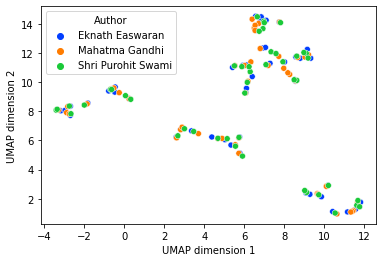 Author
Eknath Easwaran
Mahatma Gandhi
Shri Purohit Swami
UMAP dimension 2
14
12
10
8
6
4
2
−4
−2
0
2
4
6
8
10
12
UMAP dimension 1